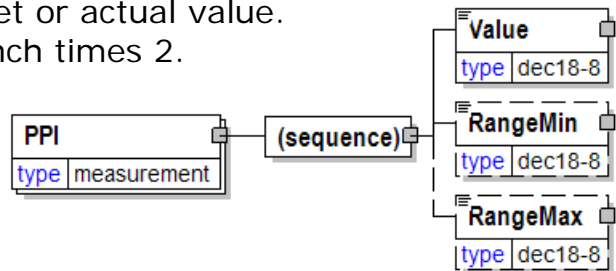 et or actual value.
nch times 2.
Value
type dec18-8
PPI
type measurement
(sequence)
RangeMin
type dec18-8
RangeMax
type dec18-8